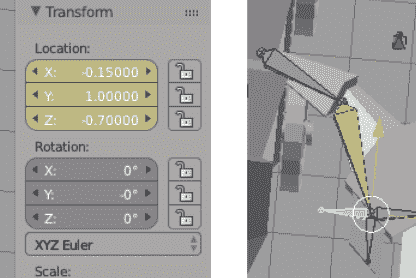 Transform
Location:
X: -0.15000
Y: 1.00000
Z: -0.70000
Rotation:
X: 0°
Y: -0°
Z: 0°
XYZ Euler
Scale: